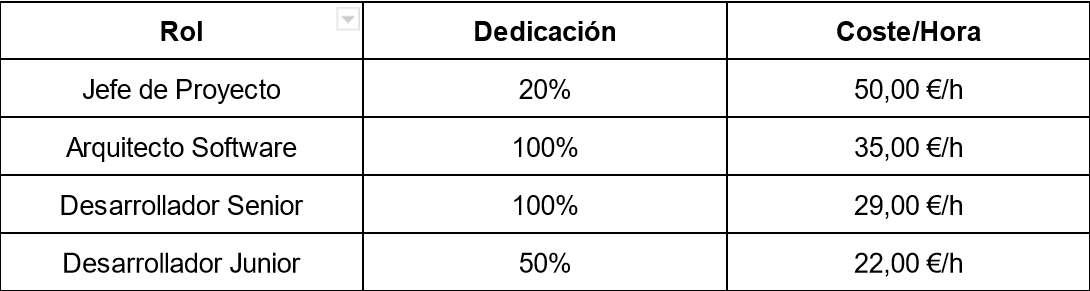 Rol Dedicación Coste/Hora
Jefe de Proyecto 20% 50,00 €/h
Arquitecto Software 100% 35,00 €/h
Desarrollador Senior 100% 29,00 €/h
Desarrollador Junior 50% 22,00 €/h